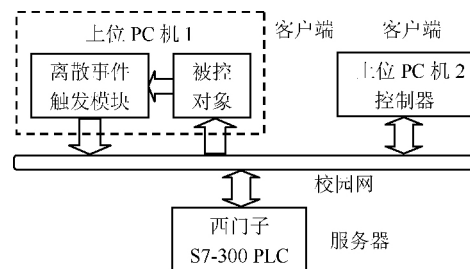 上位 PC 机 1
客户端
客户端
离散事件
触发模块
被控
对象
上位 PC 机 2
控制器
校园网
西门子
S7-300 PLC
服务器